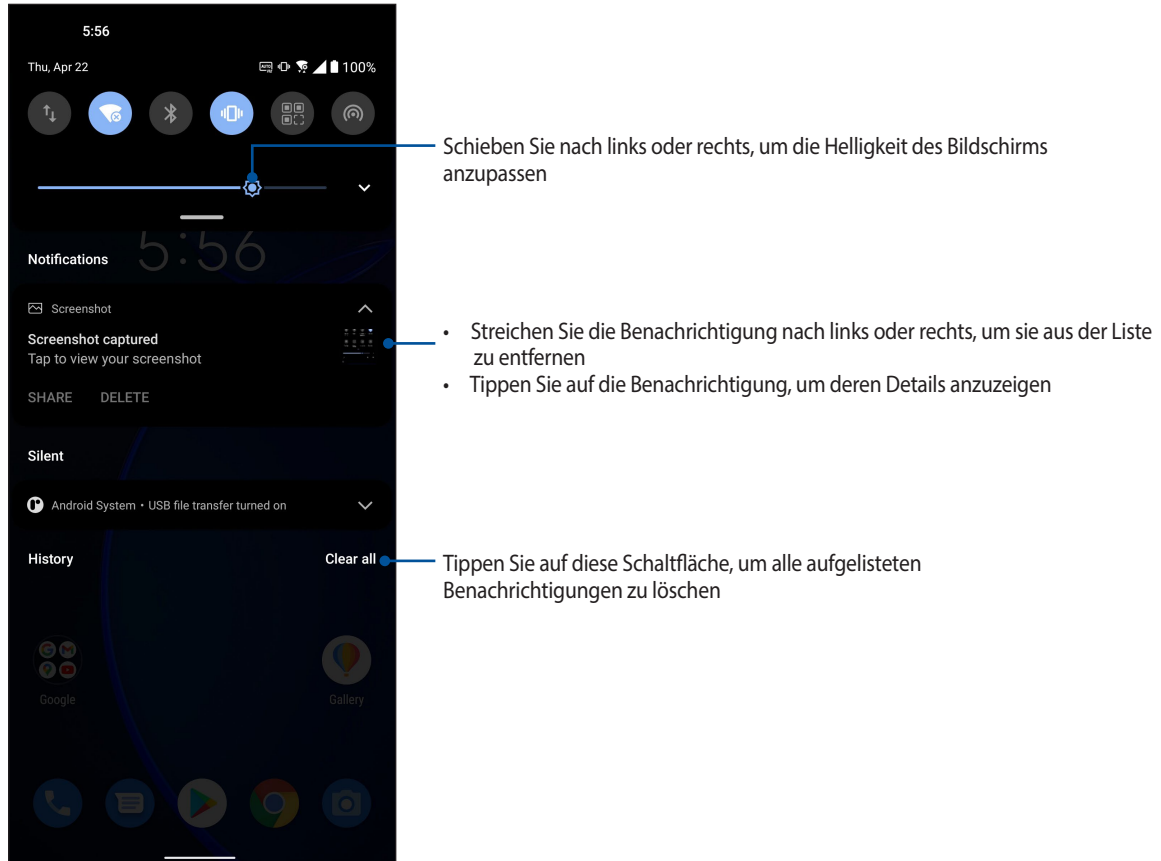 5:56
Thu, Apr 22
100%
Schieben Sie nach links oder rechts, um die Helligkeit des Bildschirms
anzupassen
5:56
Notifications
Screenshot
Screenshot captured
Tap to view your screenshot
SHARE DELETE
• Streichen Sie die Benachrichtigung nach links oder rechts, um sie aus der Liste
zu entfernen
• Tippen Sie auf die Benachrichtigung, um deren Details anzuzeigen
Silent
Android System • USB file transfer turned on
History Clear all
Tippen Sie auf diese Schaltfläche, um alle aufgelisteten
Benachrichtigungen zu löschen
Google Gallery